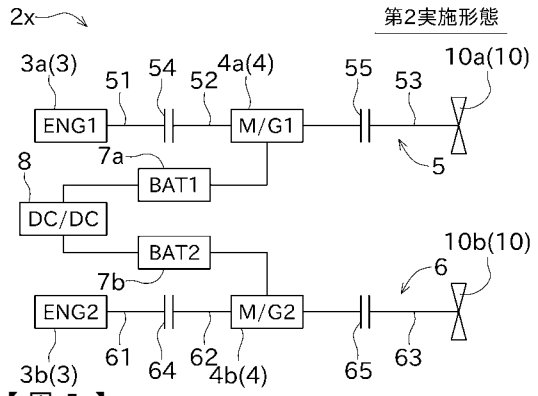 2x 第2実施形態
3a(3) 51 54 52 4a(4) 55 53 10a(10)
ENG1 M/G1
7a 5
8 BAT1
DC/DC
BAT2 10b(10)
7b 6
ENG2 M/G2
61 64 62 65 63
3b(3) 4b(4)